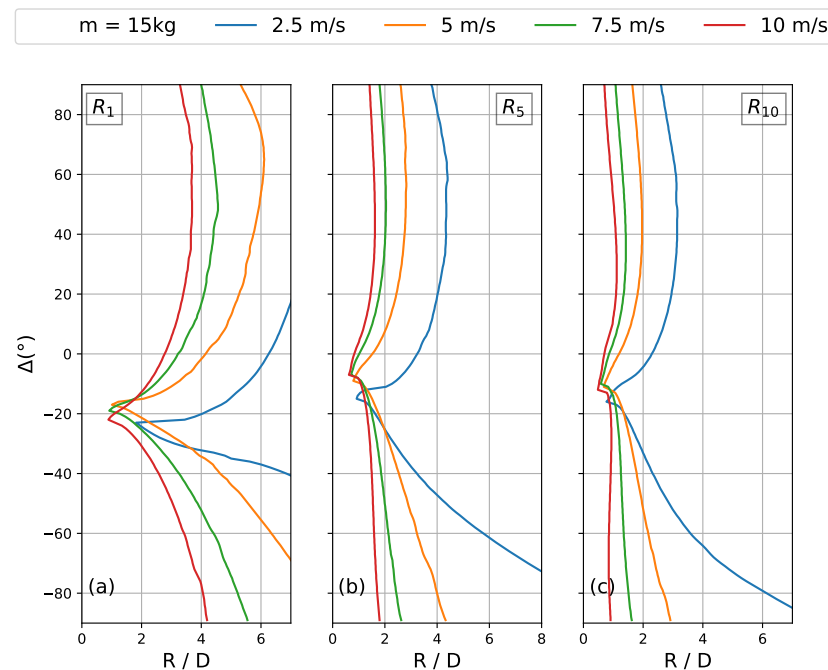 m = 15kg 2.5 m/s 5 m/s 7.5 m/s 10 m/s
R₁ R₅ R₁₀
80
60
40
20
0
−20
−40
−60
−80
Δ(°)
(a) (b) (c)
0 2 4 6 0 2 4 6 8 0 2 4 6
R / D R / D R / D